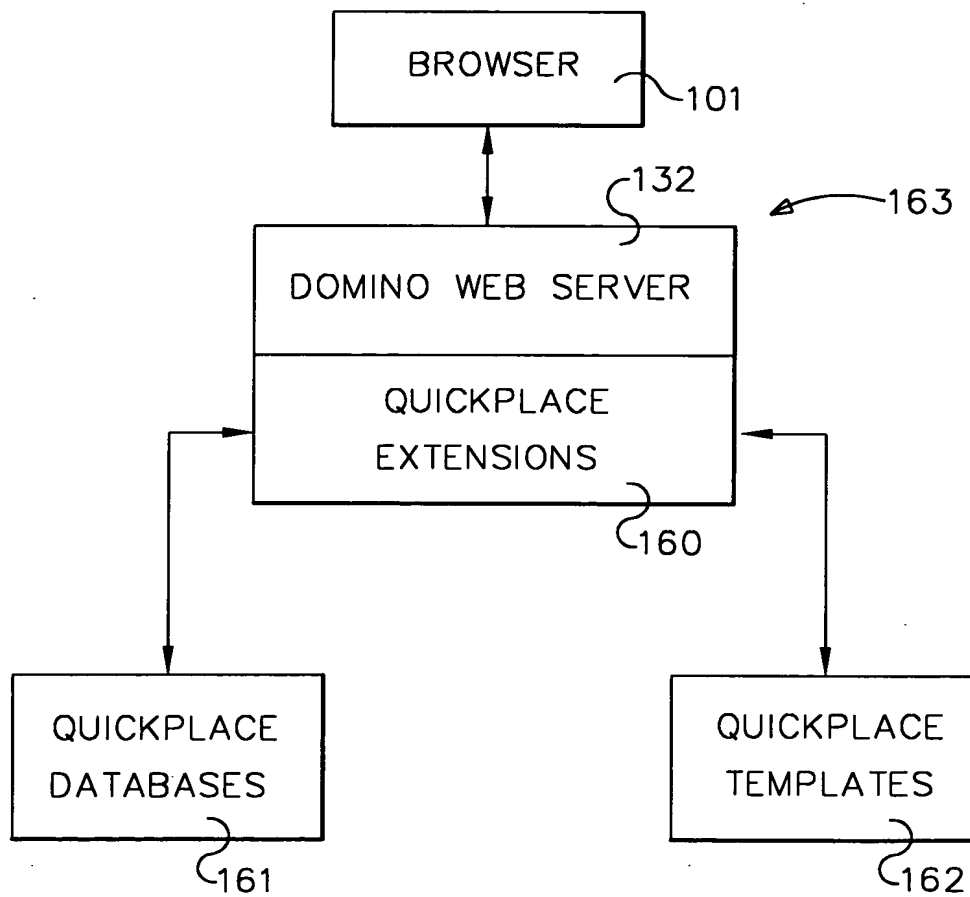 BROWSER
101
132
163
DOMINO WEB SERVER
QUICKPLACE
EXTENSIONS
160
QUICKPLACE
DATABASES
161
QUICKPLACE
TEMPLATES
162